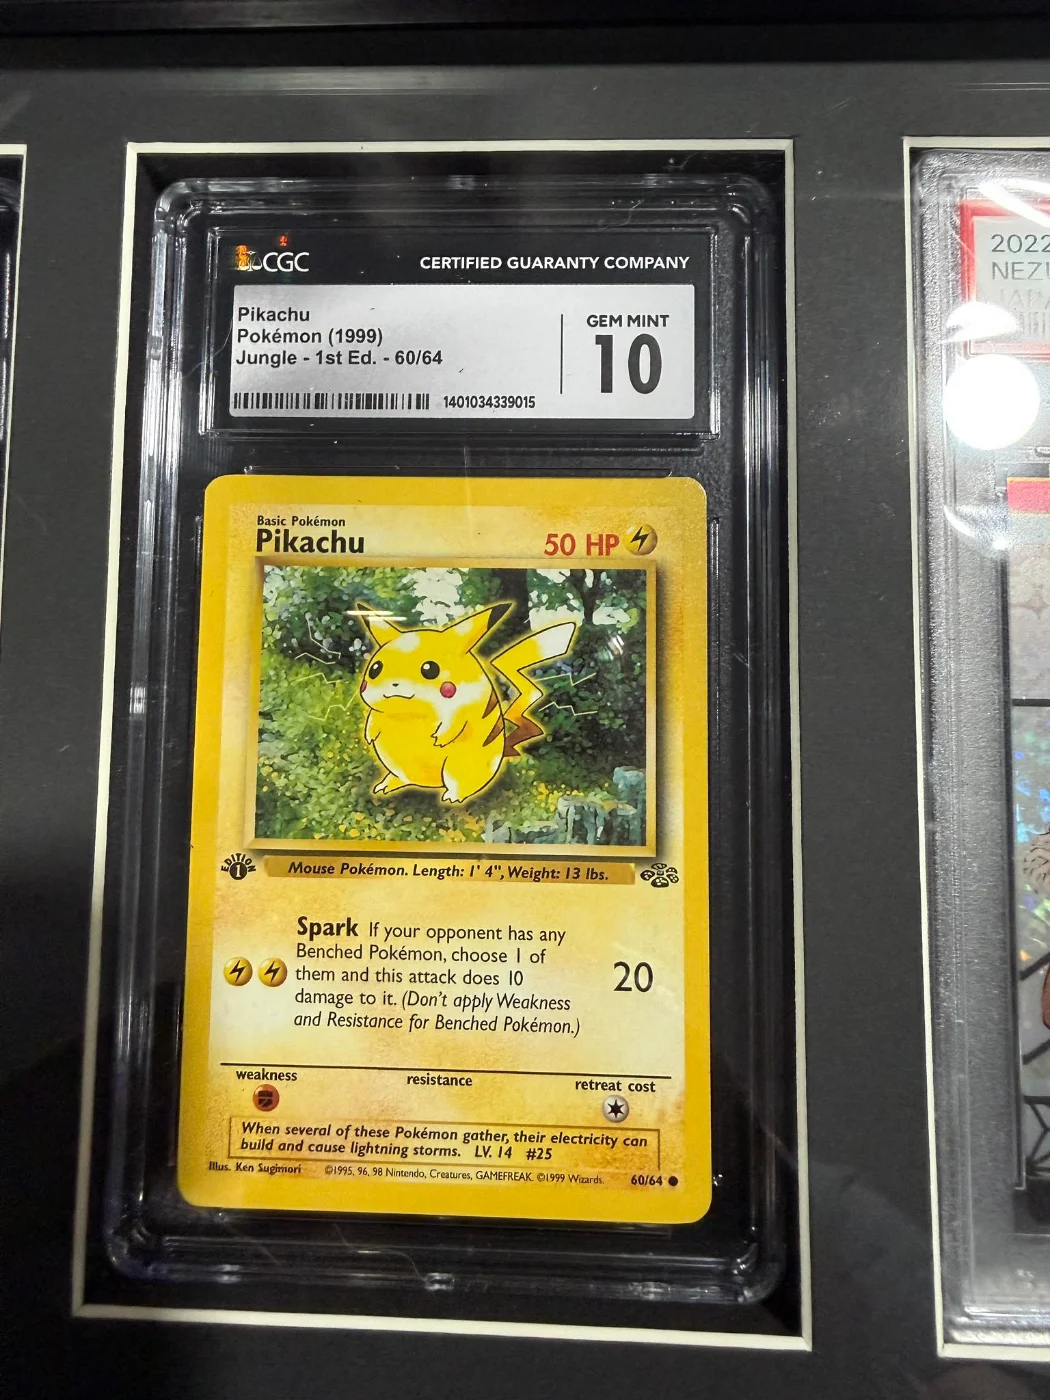 CGC
CERTIFIED GUARANTY COMPANY
Pikachu
Pokémon (1999)
Jungle - 1st Ed. - 60/64
1401034339015
GEM MINT
10
Basic Pokémon
Pikachu
50 HP
EDITION
1
Mouse Pokémon. Length: 1' 4", Weight: 13 lbs.
Spark If your opponent has any
Benched Pokémon, choose 1 of
them and this attack does 10
damage to it. (Don't apply Weakness
and Resistance for Benched Pokémon.)
20
weakness
resistance
retreat cost
When several of these Pokémon gather, their electricity can
build and cause lightning storms. LV. 14 #25
Illus. Ken Sugimori
©1995, 96, 98 Nintendo, Creatures, GAMEFREAK. ©1999 Wizards.
60/64
2022